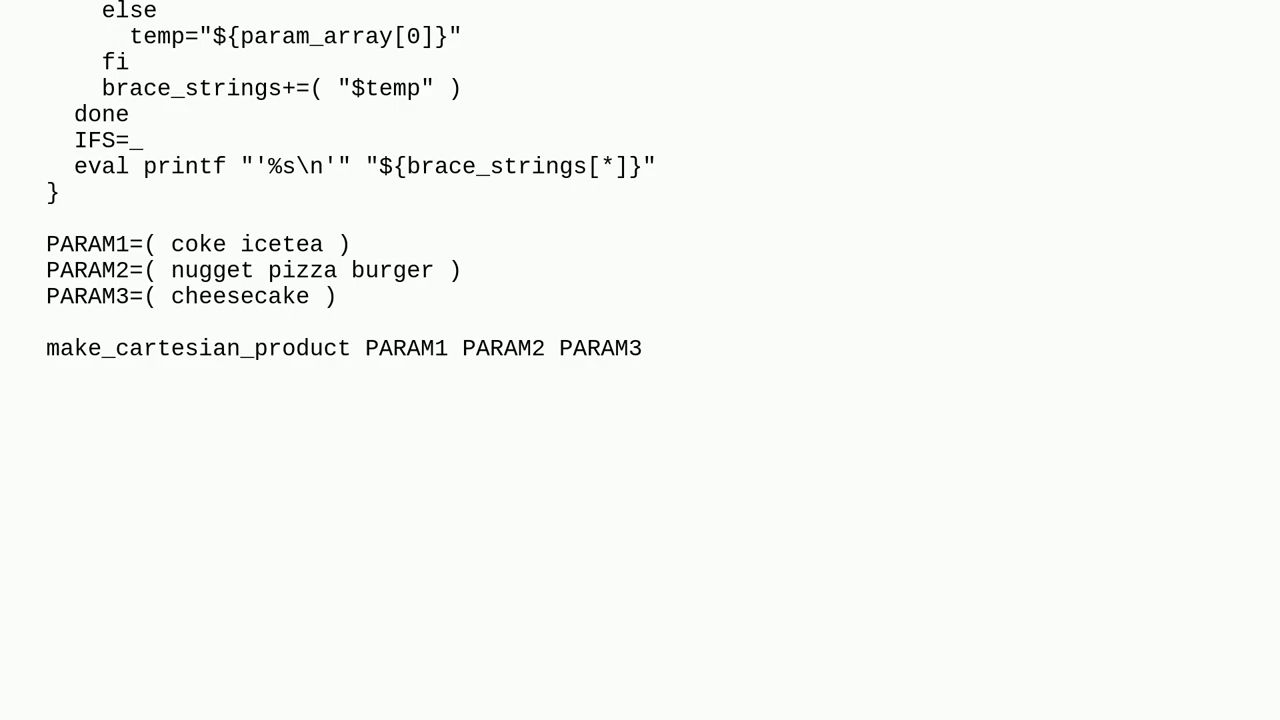 else
      temp="${param_array[0]}"
    fi
    brace_strings+=( "$temp" )
  done
  IFS=_
  eval printf "'%s\n'" "${brace_strings[*]}"
}

PARAM1=( coke icetea )
PARAM2=( nugget pizza burger )
PARAM3=( cheesecake )

make_cartesian_product PARAM1 PARAM2 PARAM3